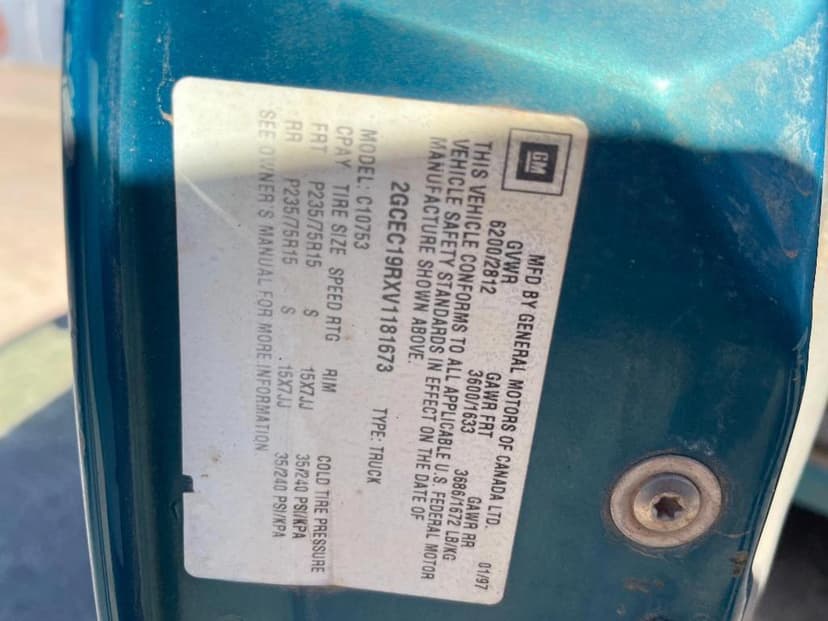 GM
MFD BY GENERAL MOTORS OF CANADA LTD.
01/97
GVWR GAWR FRT GAWR RR
6200/2812 3600/1633 3686/1672 LB/KG
THIS VEHICLE CONFORMS TO ALL APPLICABLE U.S. FEDERAL MOTOR
VEHICLE SAFETY STANDARDS IN EFFECT ON THE DATE OF
MANUFACTURE SHOWN ABOVE.
2GCEC19RXV1181673 TYPE: TRUCK
MODEL: C10753
CPAY TIRE SIZE SPEED RTG RIM COLD TIRE PRESSURE
FRT P235/75R15 S 15X7JJ 35/240 PSI/KPA
RR P235/75R15 S 15X7JJ 35/240 PSI/KPA
SEE OWNER'S MANUAL FOR MORE INFORMATION